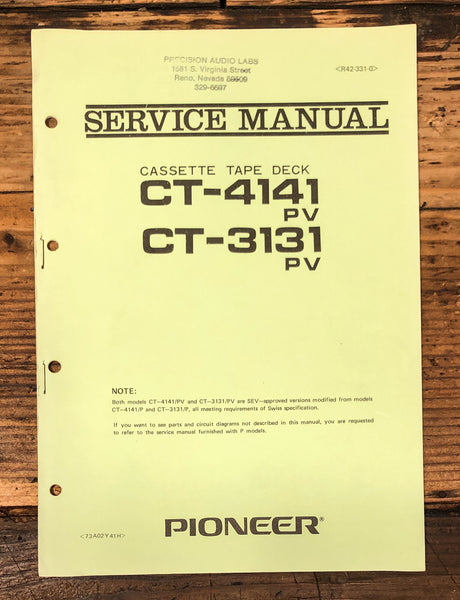 PRECISION AUDIO LABS
1581 S. Virginia Street
Reno, Nevada 89509
329-6697
<R42-331-0>
SERVICE MANUAL
CASSETTE TAPE DECK
CT-4141
PV
CT-3131
PV
NOTE:
Both models CT-4141/PV and CT-3131/PV are SEV-approved versions modified from models
CT-4141/P and CT-3131/P, all meeting requirements of Swiss specification.
If you want to see parts and circuit diagrams not described in this manual, you are requested
to refer to the service manual furnished with P models.
<73A02Y41H>
PIONEER®